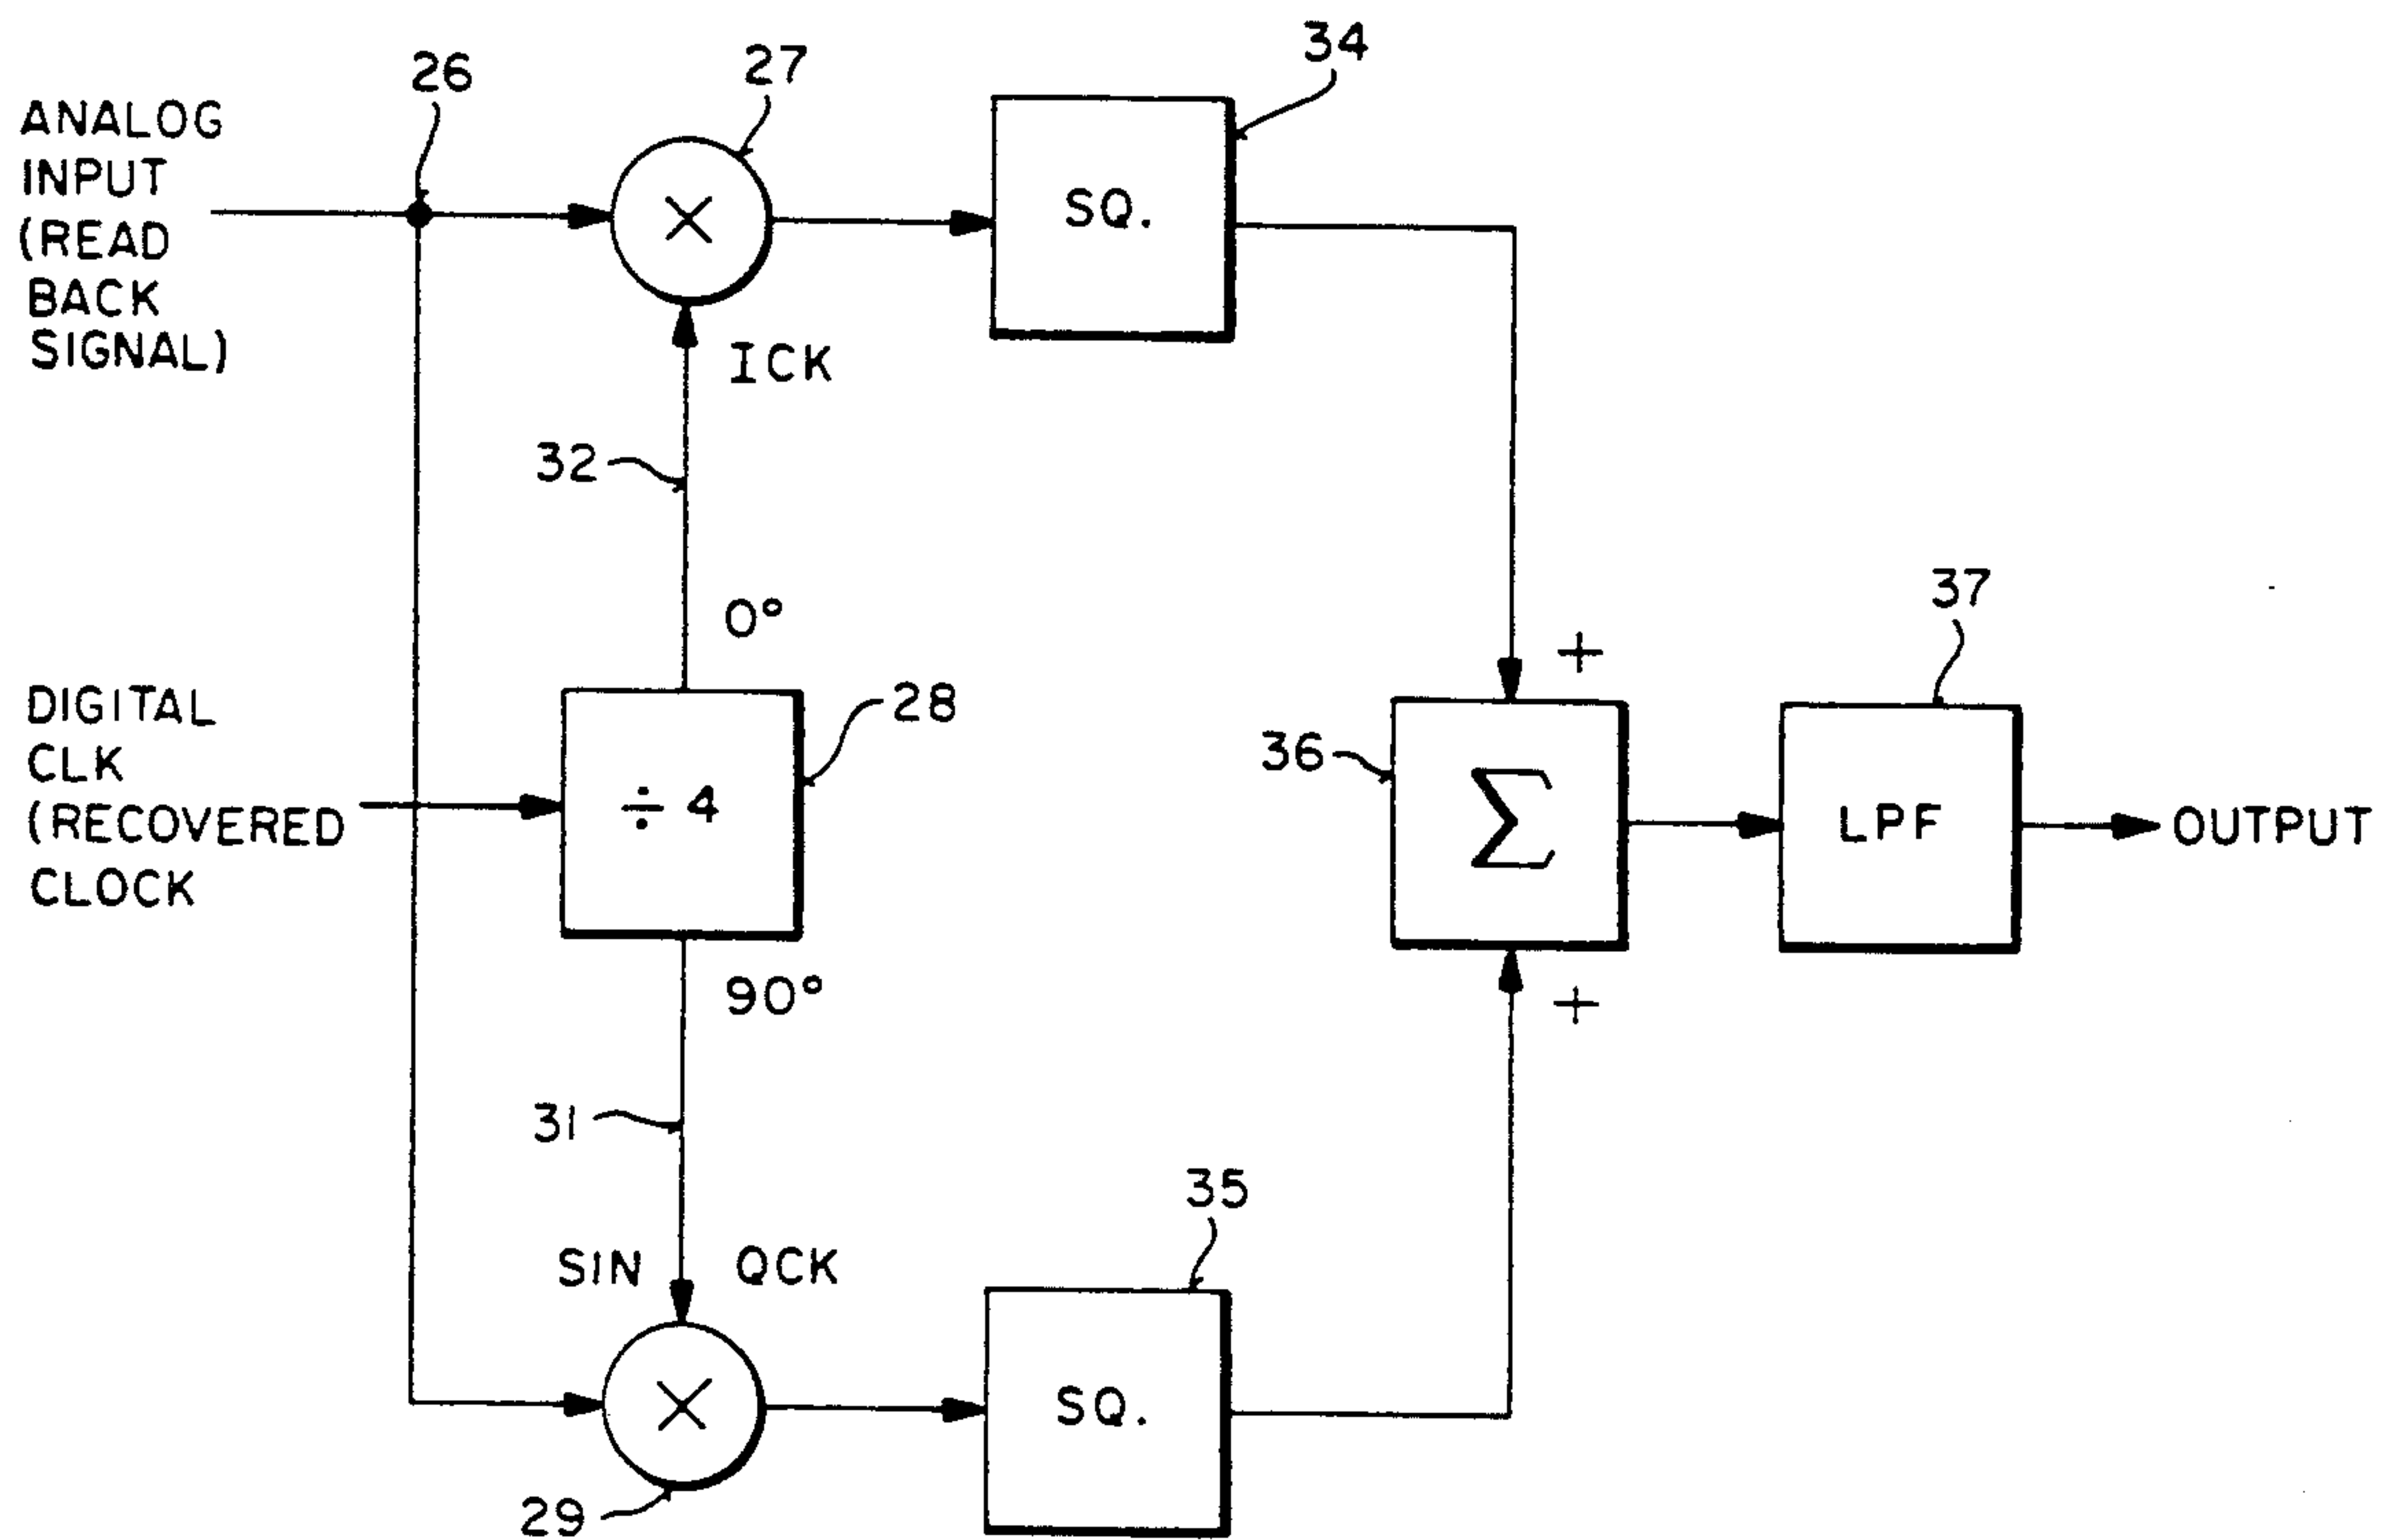 26
27
34
ANALOG
INPUT
(READ
BACK
SIGNAL)
×
SQ.
ICK
32
0°
37
+
DIGITAL
CLK
(RECOVERED
CLOCK
÷ 4
28
36
Σ
LPF
OUTPUT
90°
+
31
35
SIN
QCK
×
SQ.
29